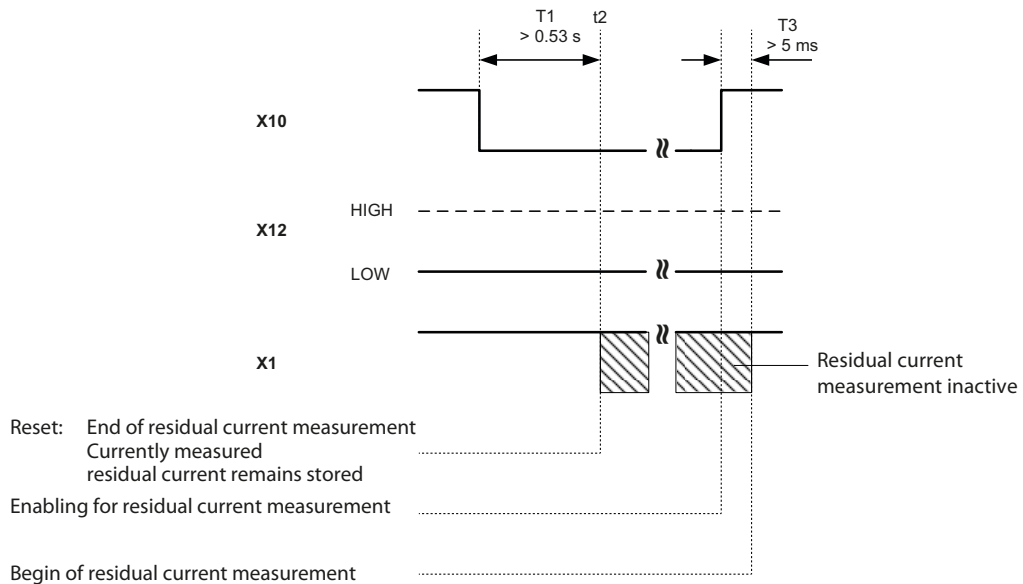 T1
> 0.53 s
t2
T3
> 5 ms
X10
HIGH
X12
LOW
X1
Residual current
measurement inactive
Reset: End of residual current measurement
Currently measured
residual current remains stored
Enabling for residual current measurement
Begin of residual current measurement